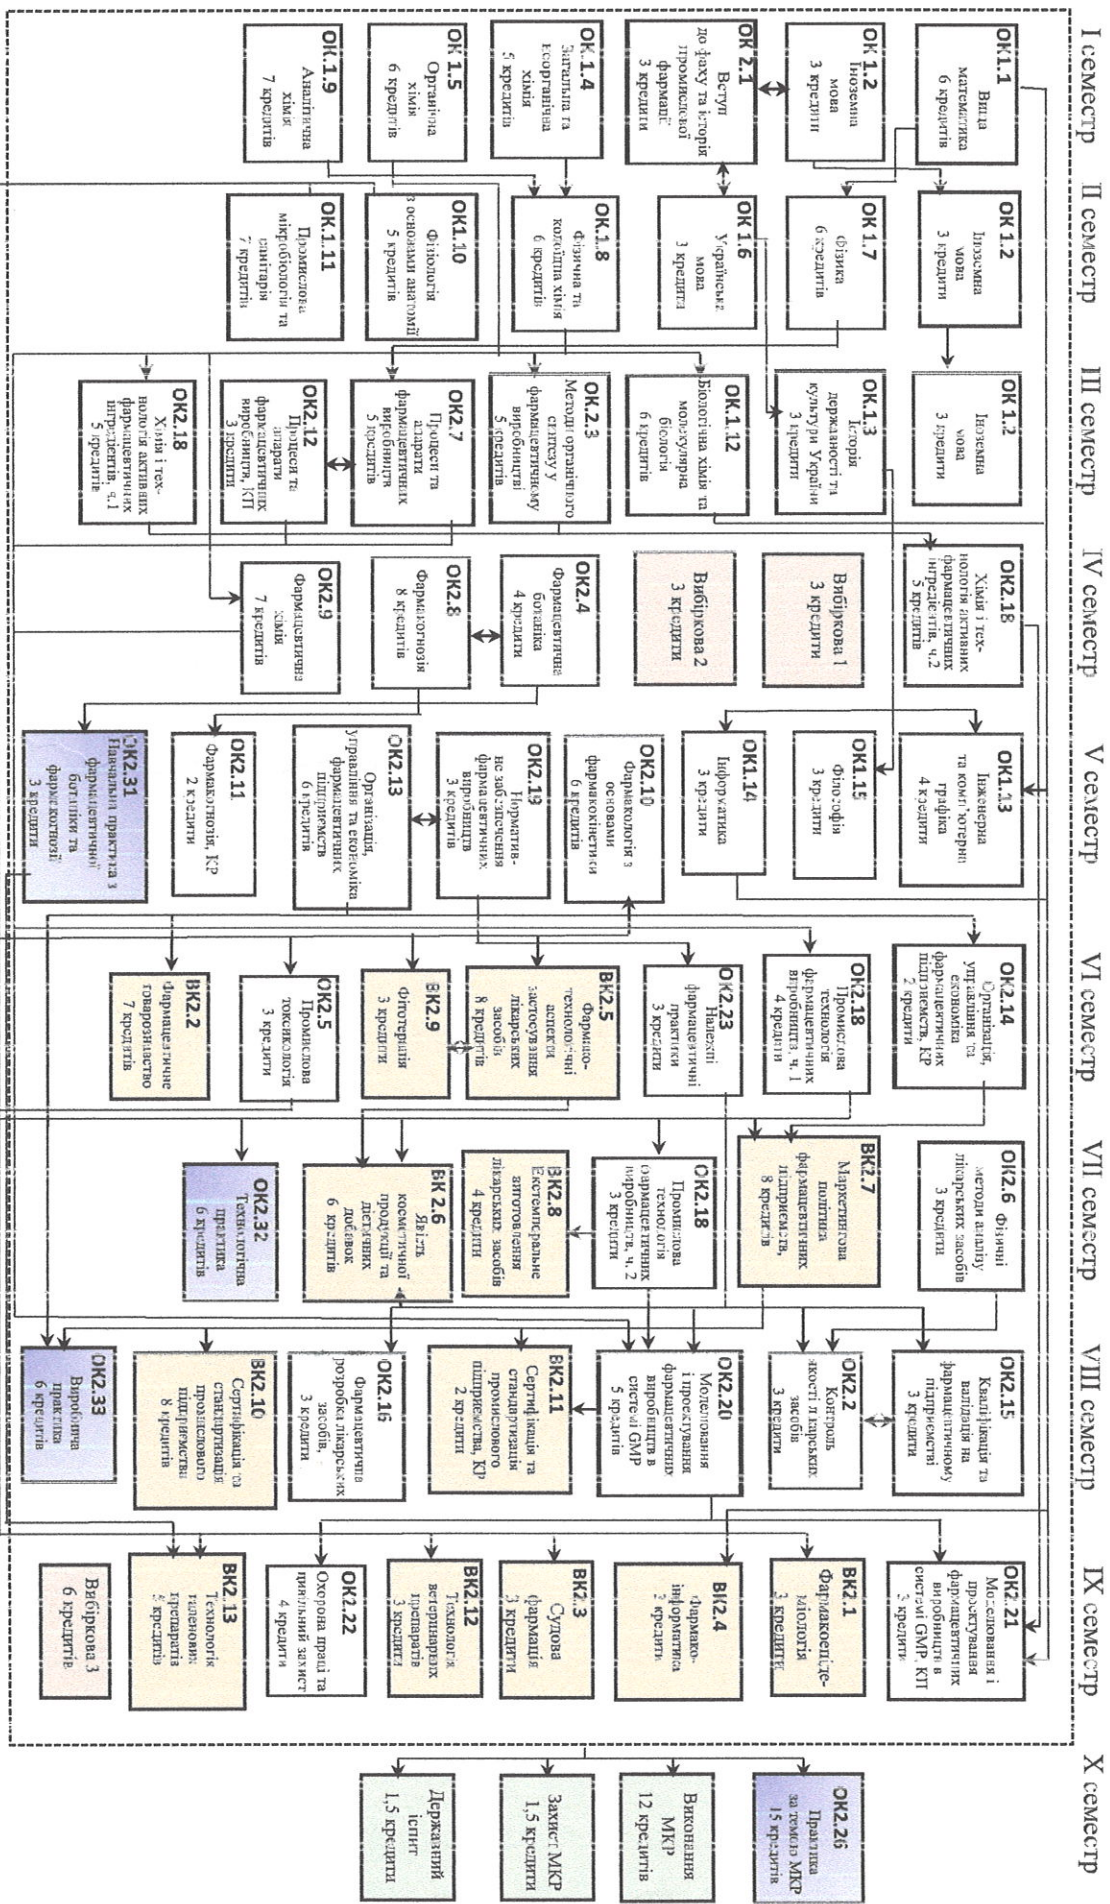 I семестр
ОК1.1
Вища
математика
6 кредитів
ОК 1.2
Іноземна
мова
3 кредити
ОК 2.1
Вступ
до фаху та історія
промислової
фармації
3 кредити
ОК.1.4
Загальна та
неорганічна
хімія
5 кредитів
ОК 1.5
Органічна
хімія
6 кредитів
ОК1.9
Аналітична
хімія
7 кредитів
II семестр
ОК 1.2
Іноземна
мова
3 кредити
ОК 1.7
Фізика
6 кредитів
ОК 1.6
Українська
мова
3 кредити
ОК.1.8
Фізична та
колоїдна хімія
6 кредитів
ОК1.10
Фізіологія
з основами анатомії
5 кредитів
ОК.1.11
Промислова
мікробіологія та
санітарія
7 кредитів
III семестр
ОК1.2
Іноземна
мова
3 кредити
ОК.1.3
Історія
державності та
культури України
3 кредити
ОК.1.12
Біологічна хімія та
молекулярна
біологія
6 кредитів
ОК.2.3
Методи органічного
синтезу у
фармацевтичному
виробництві
5 кредитів
ОК2.7
Процеси та
апарати
фармацевтичних
виробництв
5 кредитів
ОК2.12
Процеси та
апарати
фармацевтичних
виробництв, КП
3 кредити
ОК2.18
Хімія і тех-
нологія активних
фармацевтичних
інгредієнтів, ч.1
5 кредитів
IV семестр
ОК2.18
Хімія і тех-
нологія активних
фармацевтичних
інгредієнтів, ч.2
5 кредитів
Вибіркова 1
3 кредити
Вибіркова 2
3 кредити
ОК2.4
Фармацевтична
ботаніка
4 кредити
ОК2.8
Фармакогнозія
8 кредитів
ОК2.9
Фармацевтична
хімія
7 кредитів
V семестр
ОК1.13
Інженерна
та комп'ютерна
графіка
4 кредити
ОК1.15
Філософія
3 кредити
ОК1.14
Інформатика
3 кредити
ОК2.10
Фармакологія з
основами
фармакокінетики
6 кредитів
ОК2.19
Норматив-
не забезпечення
фармацевтичних
виробництв
3 кредити
ОК2.13
Організація,
управління та економіка
фармацевтичних
підприємств
6 кредитів
ОК2.11
Фармакогнозія, КР
2 кредити
ОК2.31
Навчальна практика з
фармацевтичної
ботаніки та
фармакогнозії
3 кредити
VI семестр
ОК2.14
Організація,
управління та
економіка
фармацевтичних
підприємств, КР
2 кредити
ОК2.18
Промислова
технологія
фармацевтичних
виробництв, ч. 1
4 кредити
ОК2.23
Належні
фармацевтичні
практики
3 кредити
ВК2.5
Фармако-
технологічні
аспекти
застосування
лікарських
засобів
8 кредитів
ВК2.9
Фітотерапія
3 кредити
ОК2.5
Промислова
токсикологія
3 кредити
ВК2.2
Фармацевтичне
товарознавство
7 кредитів
VII семестр
ОК2.6 Фізичні
методи аналізу
лікарських засобів
3 кредити
ВК2.7
Маркетингова
політика
фармацевтичних
підприємств,
8 кредитів
ОК2.18
Промислова
технологія
фармацевтичних
виробництв, ч. 2
3 кредити
ВК2.8
Екстемпоральне
виготовлення
лікарських засобів
4 кредити
ВК 2.6
Якість
косметичної
продукції та
дієтичних
добавок
6 кредитів
ОК2.32
Технологічна
практика
6 кредитів
VIII семестр
ОК2.15
Кваліфікація та
валідація на
фармацевтичному
підприємстві
3 кредити
ОК2.2
Контроль
якості лікарських
засобів
3 кредити
ОК2.20
Моделювання
і проектування
фармацевтичних
виробництв в
системі GMP
5 кредитів
ВК2.11
Сертифікація та
стандартизація
промислового
підприємства, КР
2 кредити
ОК2.16
Фармацевтична
розробка лікарських
засобів,
3 кредити
ВК2.10
Сертифікація та
стандартизація
промислового
підприємства
8 кредитів
ОК2.33
Виробнича
практика
6 кредитів
IX семестр
ОК2.21
Моделювання і
проектування
фармацевтичних
виробництв в
системі GMP, КП
3 кредити
ВК2.1
Фармакоепіде-
міологія
3 кредити
ВК2.4
Фармако-
інформатика
кредити
ВК2.3
Судова
фармація
3 кредити
ВК2.12
Технологія
ветеринарних
препаратів
3 кредити
ОК2.22
Охорона праці та
цивільний захист
4 кредити
ВК2.13
Технологія
галенових
препаратів
кредитів
Вибіркова 3
6 кредитів
X семестр
ОК2.26
Практика
за темою МКР
15 кредитів
Виконання
МКР
12 кредитів
Захист МКР
1,5 кредити
Державний
іспит
1,5 кредити